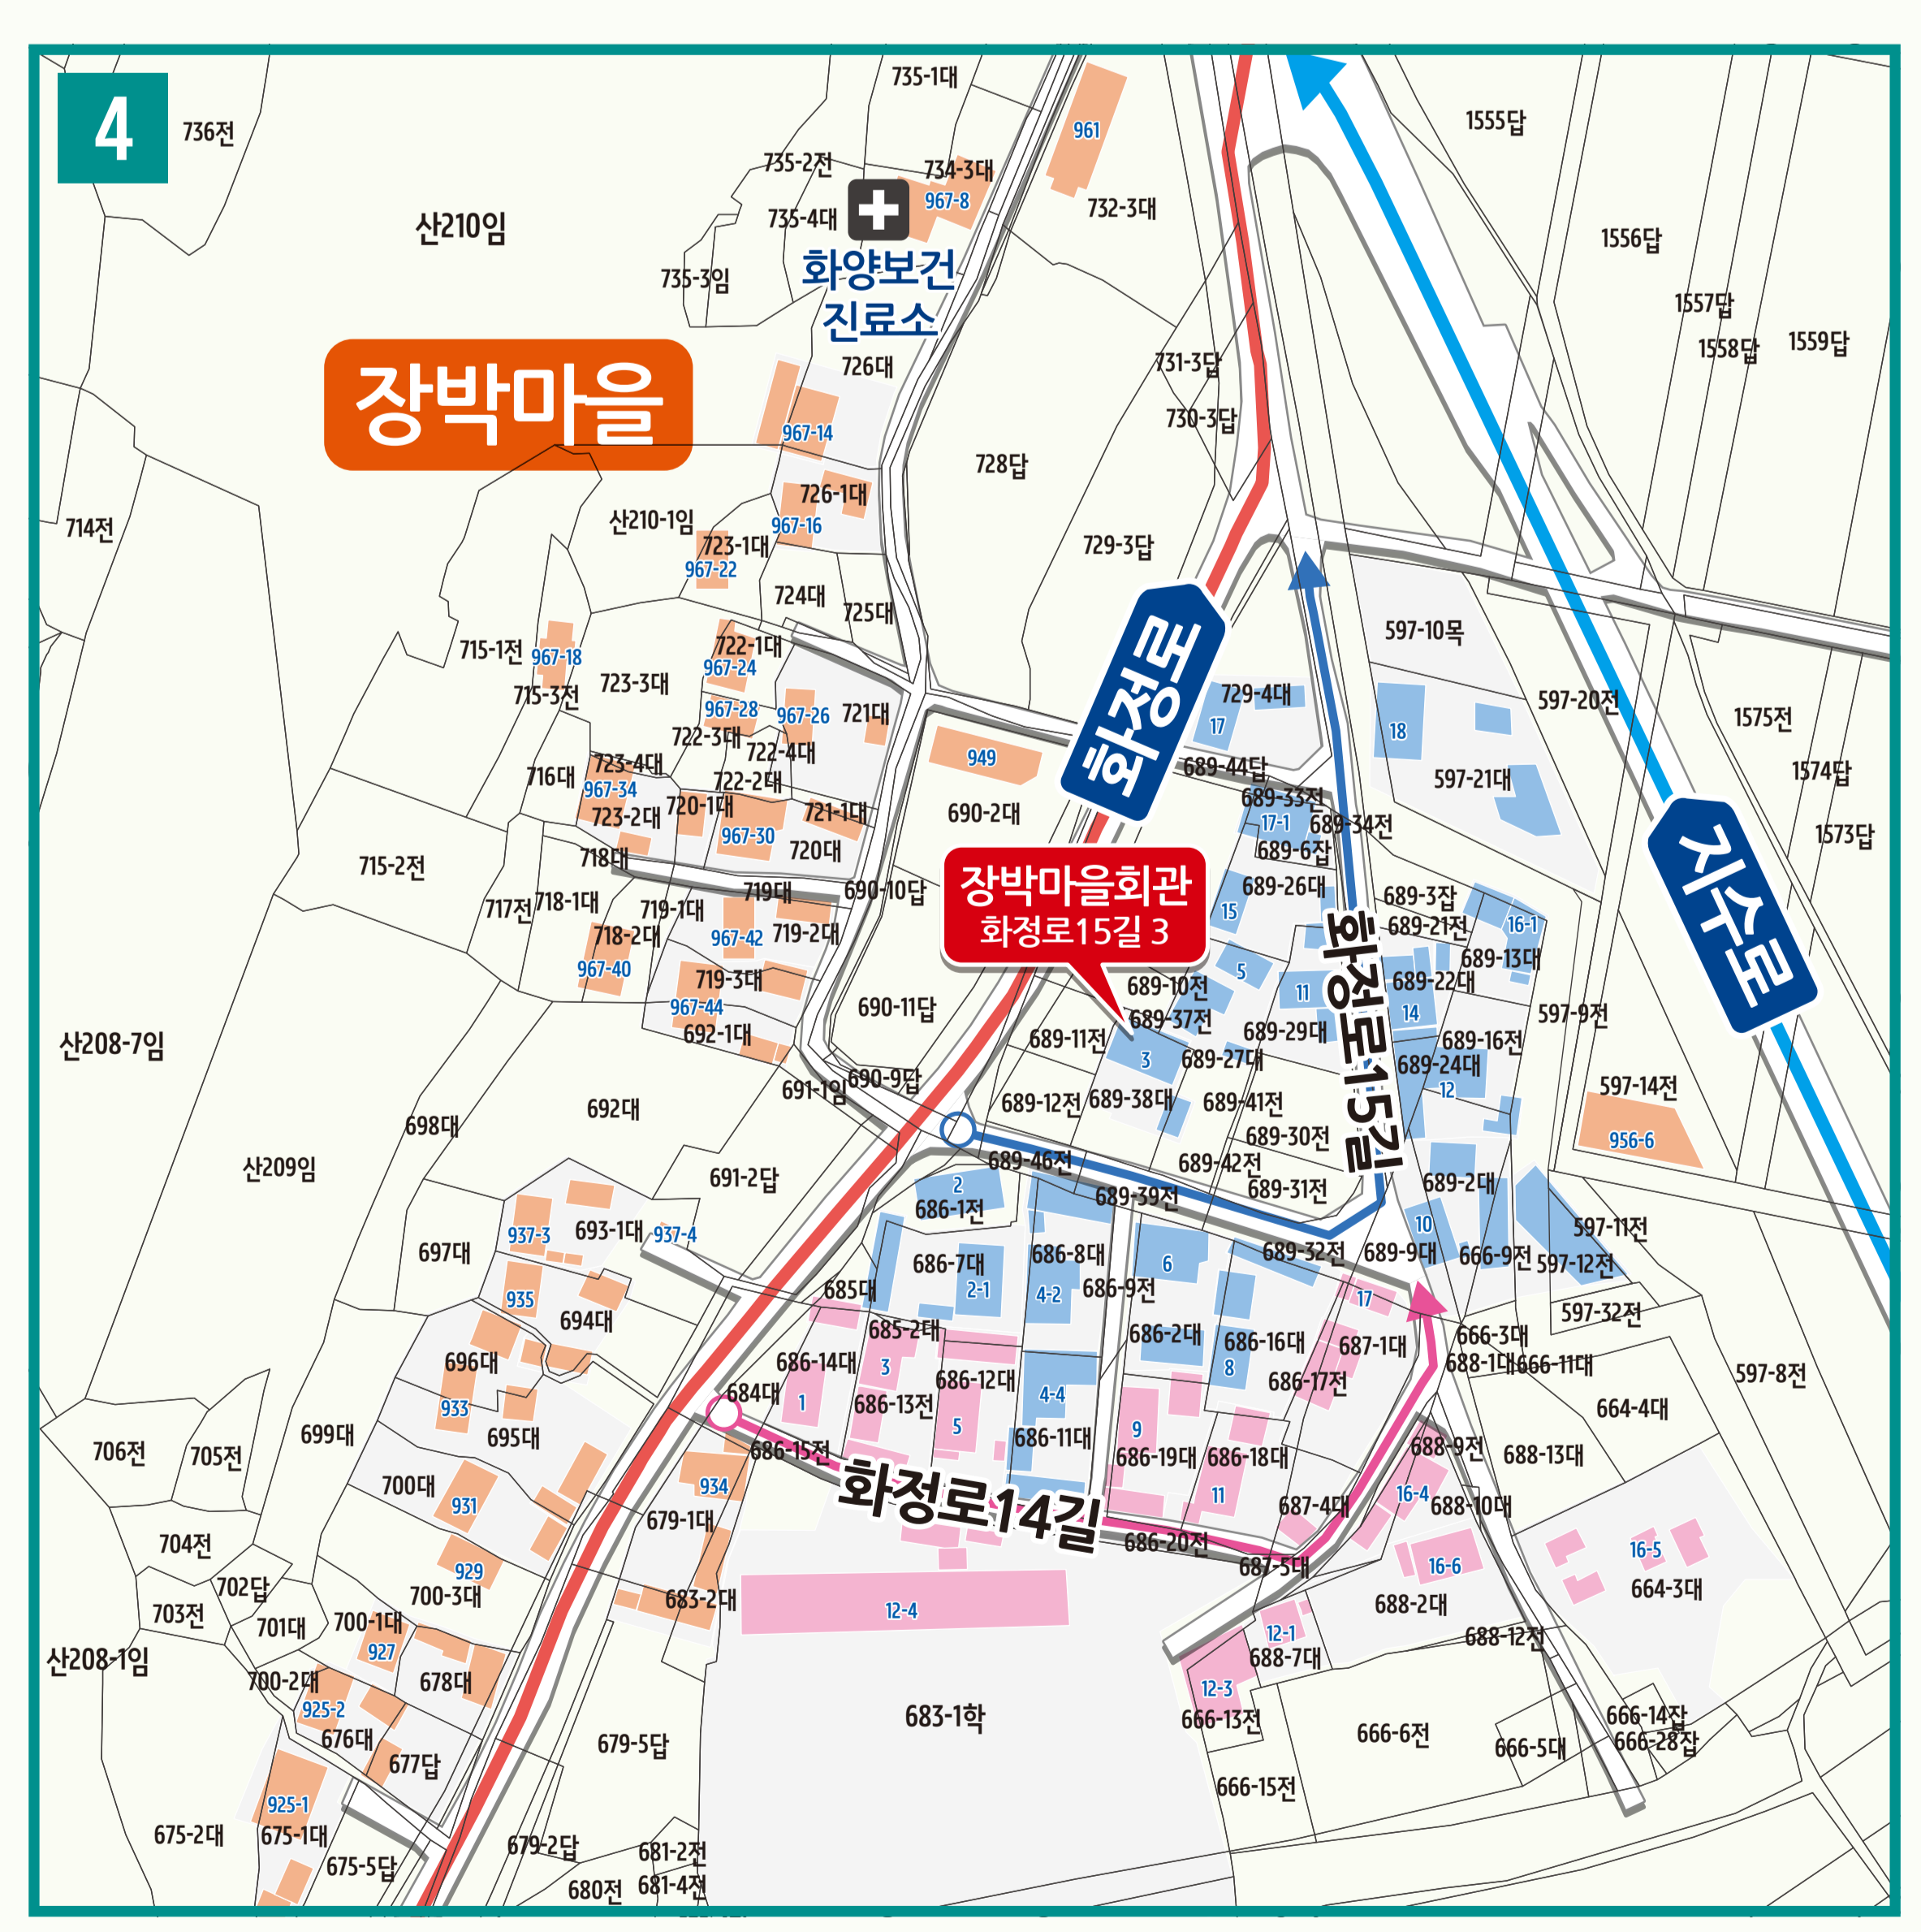 4
736전
735-1대
961
1555답
산210임
735-2전
734-3대
967-8
735-4대
732-3대
1556답
735-3임
화양보건
진료소
1557답
1558답
1559답
장박마을
726대
731-3답
967-14
730-3답
728답
714전
726-1대
967-16
산210-1임
723-1대
967-22
729-3답
724대
725대
597-10목
715-1전
967-18
722-1대
967-24
화정로
715-3전
723-3대
967-28
967-26
721대
729-4대
17
18
597-20전
1575전
722-3대
722-4대
949
716대
723-4대
967-34
722-2대
689-44답
597-21대
1574답
723-2대
720-1대
721-1대
690-2대
689-33전
17-1
689-34전
지수로
1573답
967-30
720대
689-6잡
715-2전
718대
719대
690-10답
장박마을회관
화정로15길 3
689-26대
689-3잡
717전
718-1대
719-1대
15
689-21전
16-1
718-2대
967-42
719-2대
화정로15길
689-13대
967-40
719-3대
5
689-22대
689-10전
11
967-44
690-11답
689-37전
14
597-9전
692-1대
689-11전
689-29대
689-16전
산208-7임
3
689-27대
689-24대
691-1임
690-9답
12
597-14전
692대
689-12전
689-38대
689-41전
698대
689-30전
956-6
산209임
691-2답
689-46전
689-42전
2
689-39전
689-31전
689-2대
686-1전
937-3
693-1대
937-4
10
597-11전
697대
686-7대
686-8대
6
689-32전
689-9대
666-9전
597-12전
685대
2-1
4-2
686-9전
935
17
694대
685-2대
686-2대
686-16대
687-1대
666-3대
597-32전
696대
686-14대
3
8
688-1대
666-11대
597-8전
684대
1
686-12대
4-4
686-17전
933
686-13전
664-4대
699대
695대
5
686-11대
9
706전
705전
686-15전
686-19대
686-18대
688-9전
688-13대
700대
931
934
화정로14길
11
687-4대
16-4
688-10대
679-1대
704전
686-20전
687-5대
16-6
16-5
929
702답
700-3대
683-2대
12-4
688-2대
664-3대
703전
701대
700-1대
927
12-1
688-12전
산208-1임
688-7대
700-2대
678대
12-3
925-2
683-1학
666-13전
666-6전
666-14잡
676대
679-5답
666-5대
666-28잡
677답
666-15전
925-1
675-2대
675-1대
679-2답
681-2전
675-5답
680전
681-4전